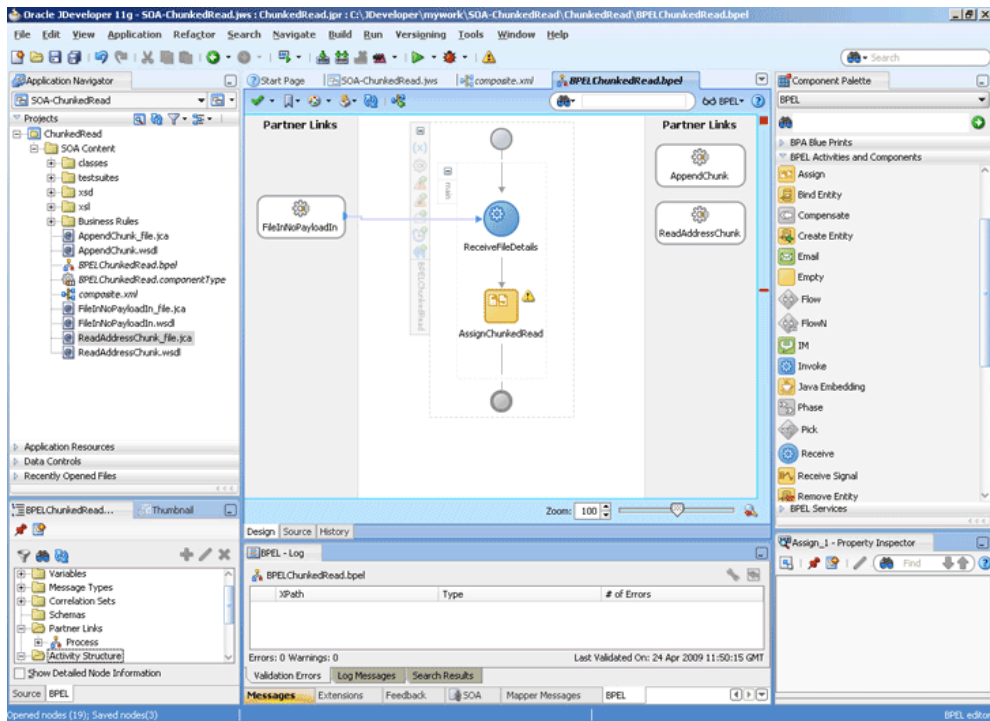 Oracle JDeveloper 11g - SOA-ChunkedRead.jws : ChunkedRead.jpr : C:\JDeveloper\mywork\SOA-ChunkedRead\ChunkedRead\BPELChunkedRead.bpel
File Edit View Application Refactor Search Navigate Build Run Versioning Tools Window Help
Search
Application Navigator
SOA-ChunkedRead
Projects
ChunkedRead
SOA Content
classes
testsuites
xsd
xsl
Business Rules
AppendChunk_file.jca
AppendChunk.wsdl
BPELChunkedRead.bpel
BPELChunkedRead.componentType
composite.xml
FileInNoPayloadIn_file.jca
FileInNoPayloadIn.wsdl
ReadAddressChunk_file.jca
ReadAddressChunk.wsdl
Application Resources
Data Controls
Recently Opened Files
BPELChunkedRead... Thumbnail
Variables
Message Types
Correlation Sets
Schemas
Partner Links
Process
Activity Structure
Show Detailed Node Information
Source BPEL
Start Page SOA-ChunkedRead.jws composite.xml BPELChunkedRead.bpel
BPEL
Partner Links
FileInNoPayloadIn
(x)
BPELChunkedRead
main
ReceiveFileDetails
AssignChunkedRead
Partner Links
AppendChunk
ReadAddressChunk
Zoom: 100
Design Source History
BPEL - Log
BPELChunkedRead.bpel
XPath Type # of Errors
Errors: 0 Warnings: 0 Last Validated On: 24 Apr 2009 11:50:15 GMT
Validation Errors Log Messages Search Results
Messages Extensions Feedback SOA Mapper Messages BPEL
Component Palette
BPEL
BPA Blue Prints
BPEL Activities and Components
Assign
Bind Entity
Compensate
Create Entity
Email
Empty
Flow
FlowN
IM
Invoke
Java Embedding
Phase
Pick
Receive
Receive Signal
Remove Entity
BPEL Services
Assign_1 - Property Inspector
Find
Opened nodes (19); Saved nodes(3) BPEL editor